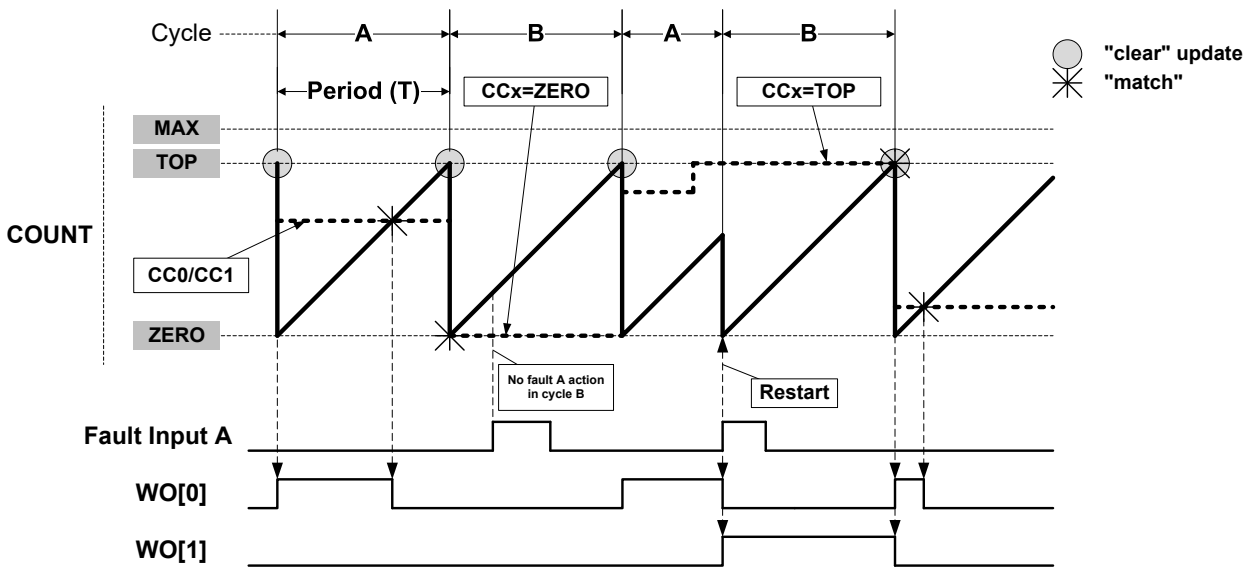 Cycle
A
B
A
B
"clear" update
"match"
Period (T)
CCx=ZERO
CCx=TOP
MAX
TOP
COUNT
CC0/CC1
ZERO
No fault A action
in cycle B
Restart
Fault Input A
WO[0]
WO[1]